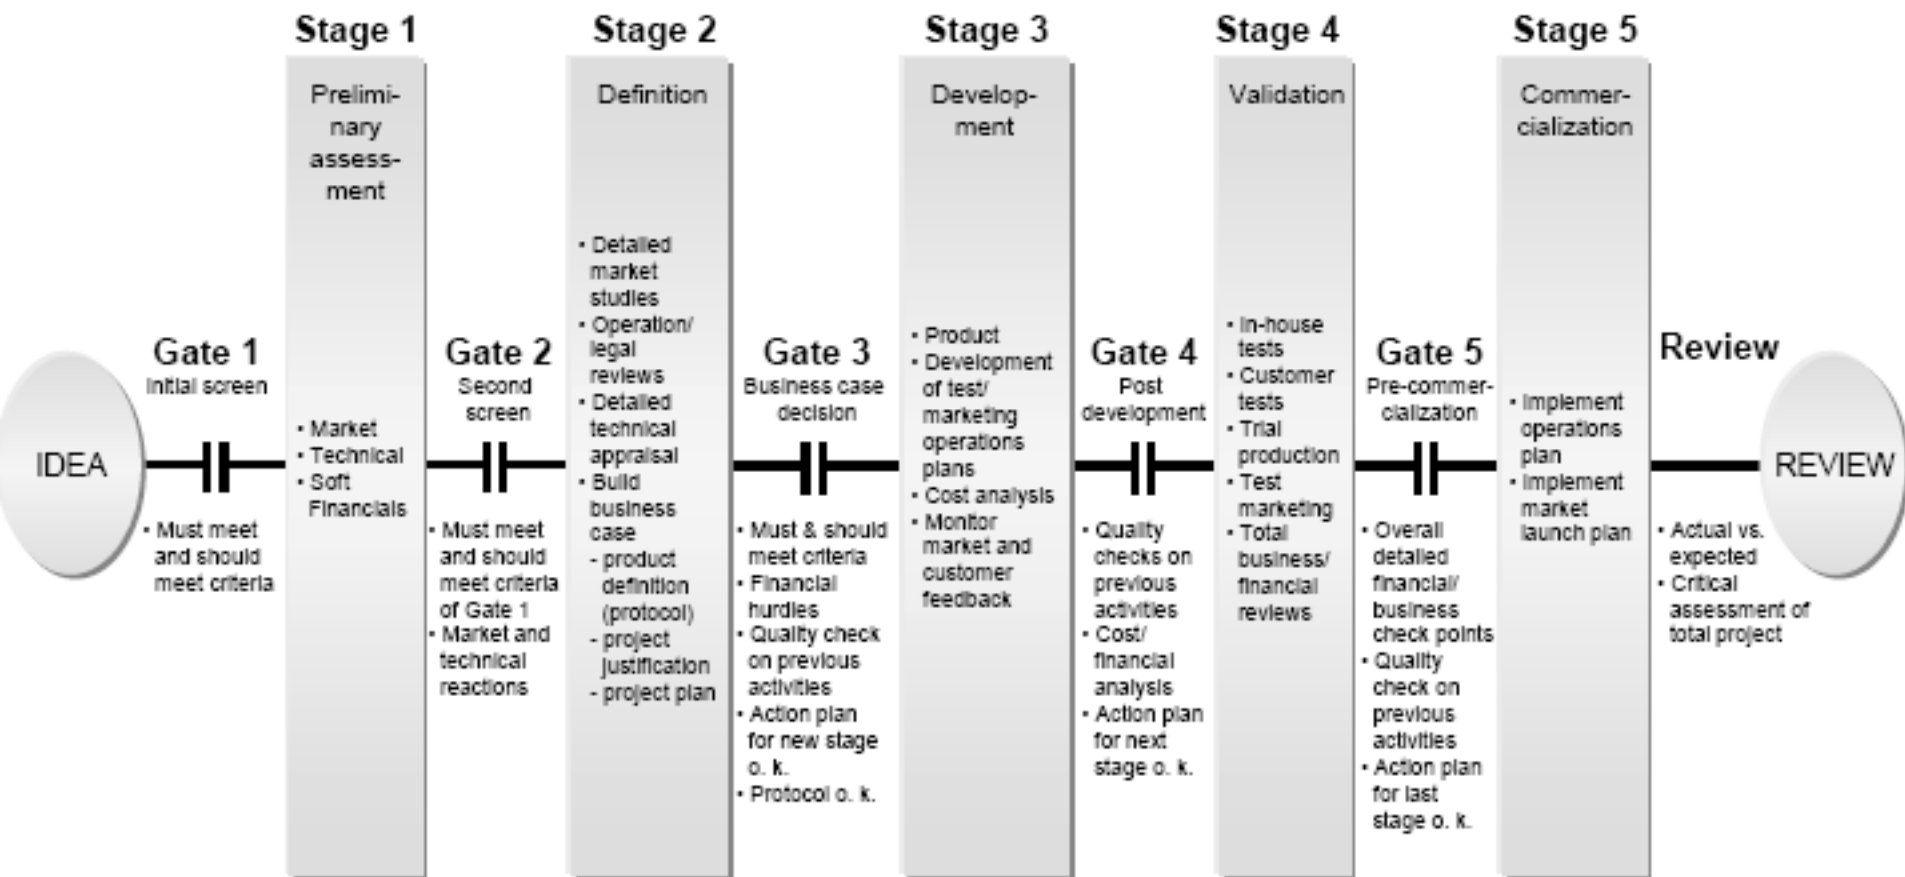 Stage 1
Prelimi-
nary
assess-
ment
• Market
• Technical
• Soft
Financials
Stage 2
Definition
• Detailed
market
studies
• Operation/
legal
reviews
• Detailed
technical
appraisal
• Build
business
case
- product
definition
(protocol)
- project
justification
- project plan
Stage 3
Develop-
ment
• Product
• Development
of test/
marketing
operations
plans
• Cost analysis
• Monitor
market and
customer
feedback
Stage 4
Validation
• In-house
tests
• Customer
tests
• Trial
production
• Test
marketing
• Total
business/
financial
reviews
Stage 5
Commer-
cialization
• Implement
operations
plan
• Implement
market
launch plan
IDEA
Gate 1
Initial screen
• Must meet
and should
meet criteria
Gate 2
Second
screen
• Must meet
and should
meet criteria
of Gate 1
• Market and
technical
reactions
Gate 3
Business case
decision
• Must & should
meet criteria
• Financial
hurdles
• Quality check
on previous
activities
• Action plan
for new stage
o. k.
• Protocol o. k.
Gate 4
Post
development
• Quality
checks on
previous
activities
• Cost/
financial
analysis
• Action plan
for next
stage o. k.
Gate 5
Pre-commer-
cialization
• Overall
detailed
financial/
business
check points
• Quality
check on
previous
activities
• Action plan
for last
stage o. k.
Review
REVIEW
• Actual vs.
expected
• Critical
assessment of
total project